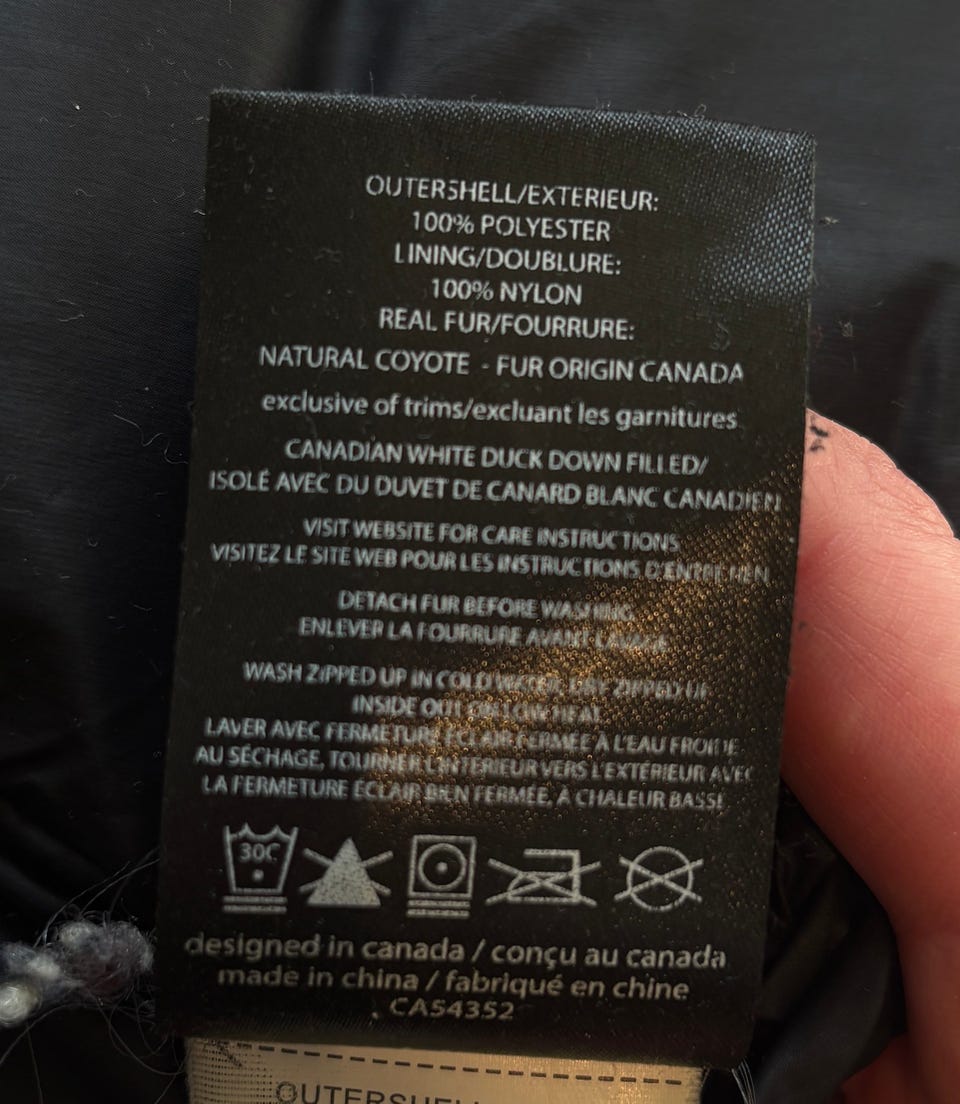 OUTERSHELL/EXTERIEUR:
100% POLYESTER
LINING/DOUBLURE:
100% NYLON
REAL FUR/FOURRURE:
NATURAL COYOTE - FUR ORIGIN CANADA
exclusive of trims/excluant les garnitures
CANADIAN WHITE DUCK DOWN FILLED/
ISOLÉ AVEC DU DUVET DE CANARD BLANC CANADIEN
VISIT WEBSITE FOR CARE INSTRUCTIONS
VISITEZ LE SITE WEB POUR LES INSTRUCTIONS D'ENTRETIEN
DETACH FUR BEFORE WASHING
ENLEVER LA FOURRURE AVANT
WASH ZIPPED UP IN COLD WATER, DRY ZIPPED UP
INSIDE OUT ON LOW HEAT
LAVER AVEC FERMETURE ÉCLAIR FERMÉE À L'EAU FROIDE
AU SÉCHAGE, TOURNER L'INTÉRIEUR VERS L'EXTÉRIEUR AVEC
LA FERMETURE ÉCLAIR BIEN FERMÉE, À CHALEUR BASSE
30C
designed in canada / conçu au canada
made in china / fabriqué en chine
CA54352
OUTERSHELL